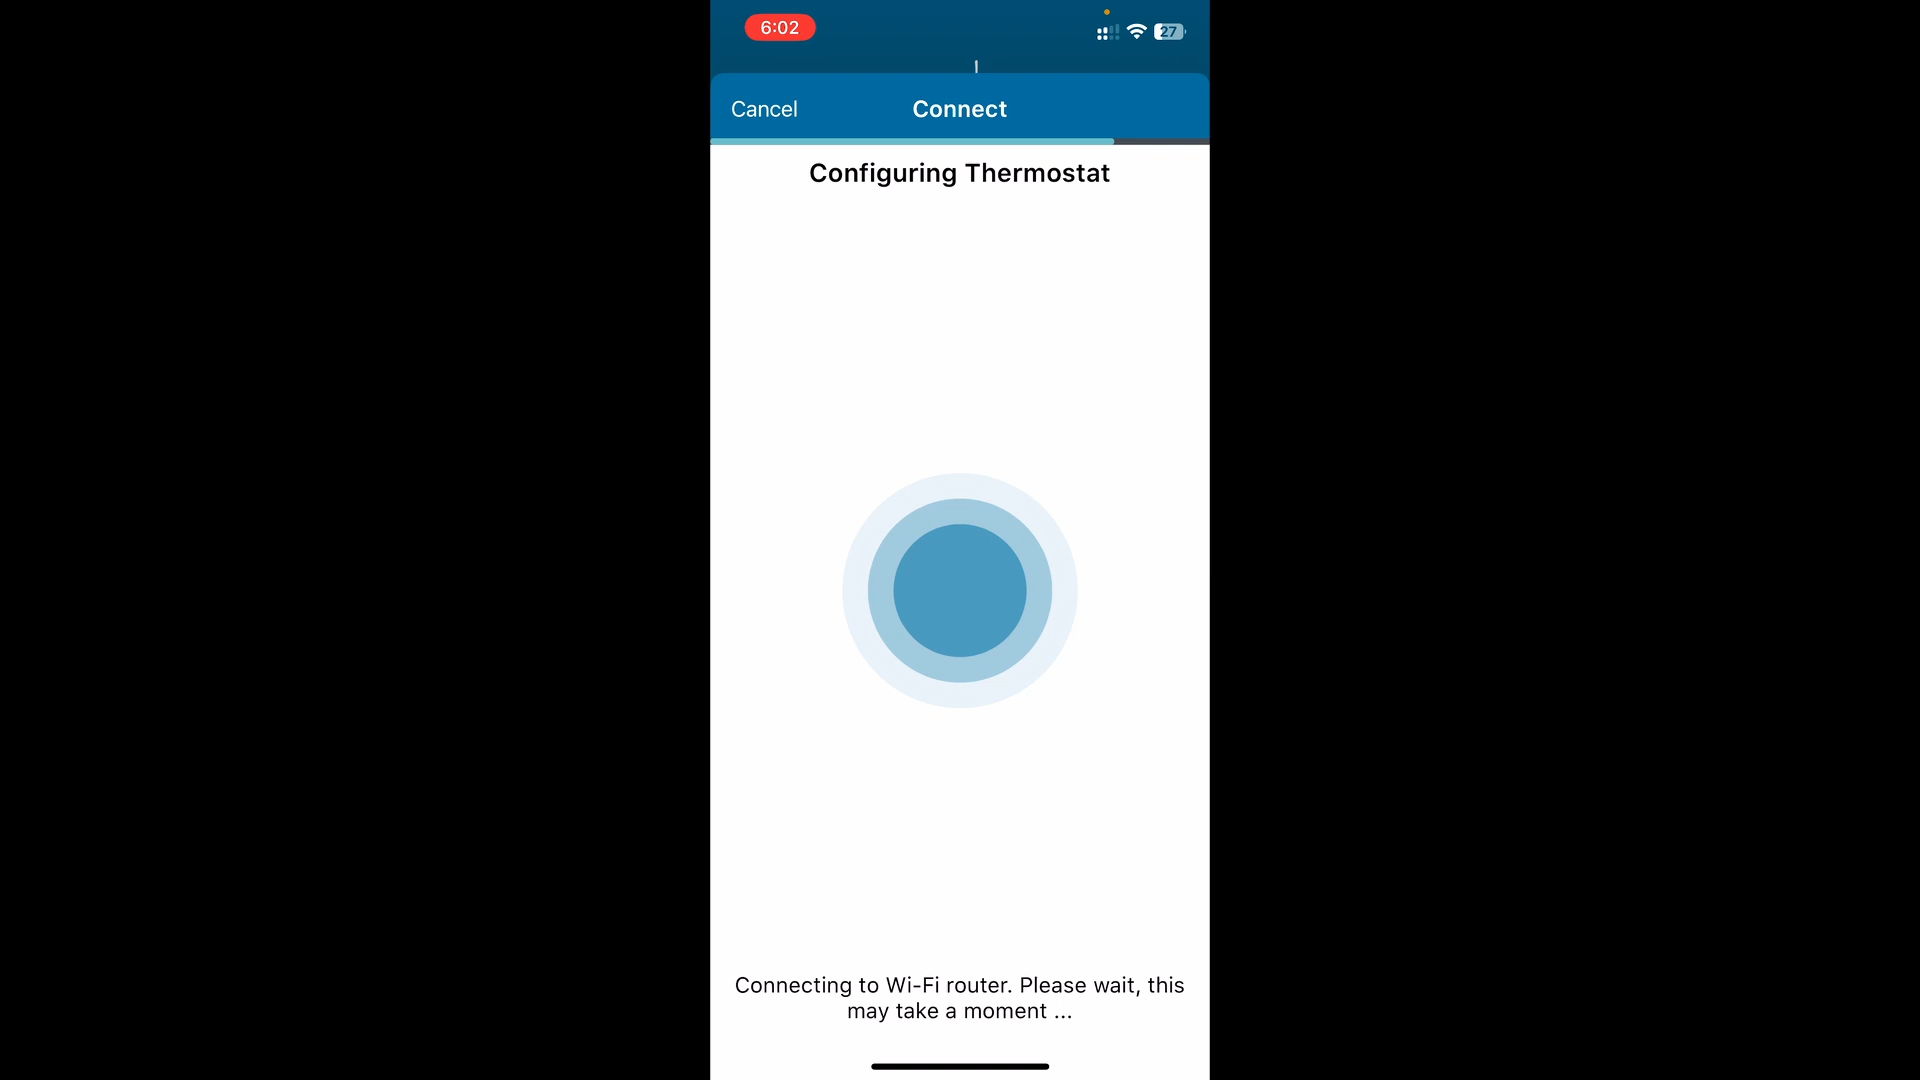 6:02
27
Cancel
Connect
Configuring Thermostat
Connecting to Wi-Fi router. Please wait, this
may take a moment ...